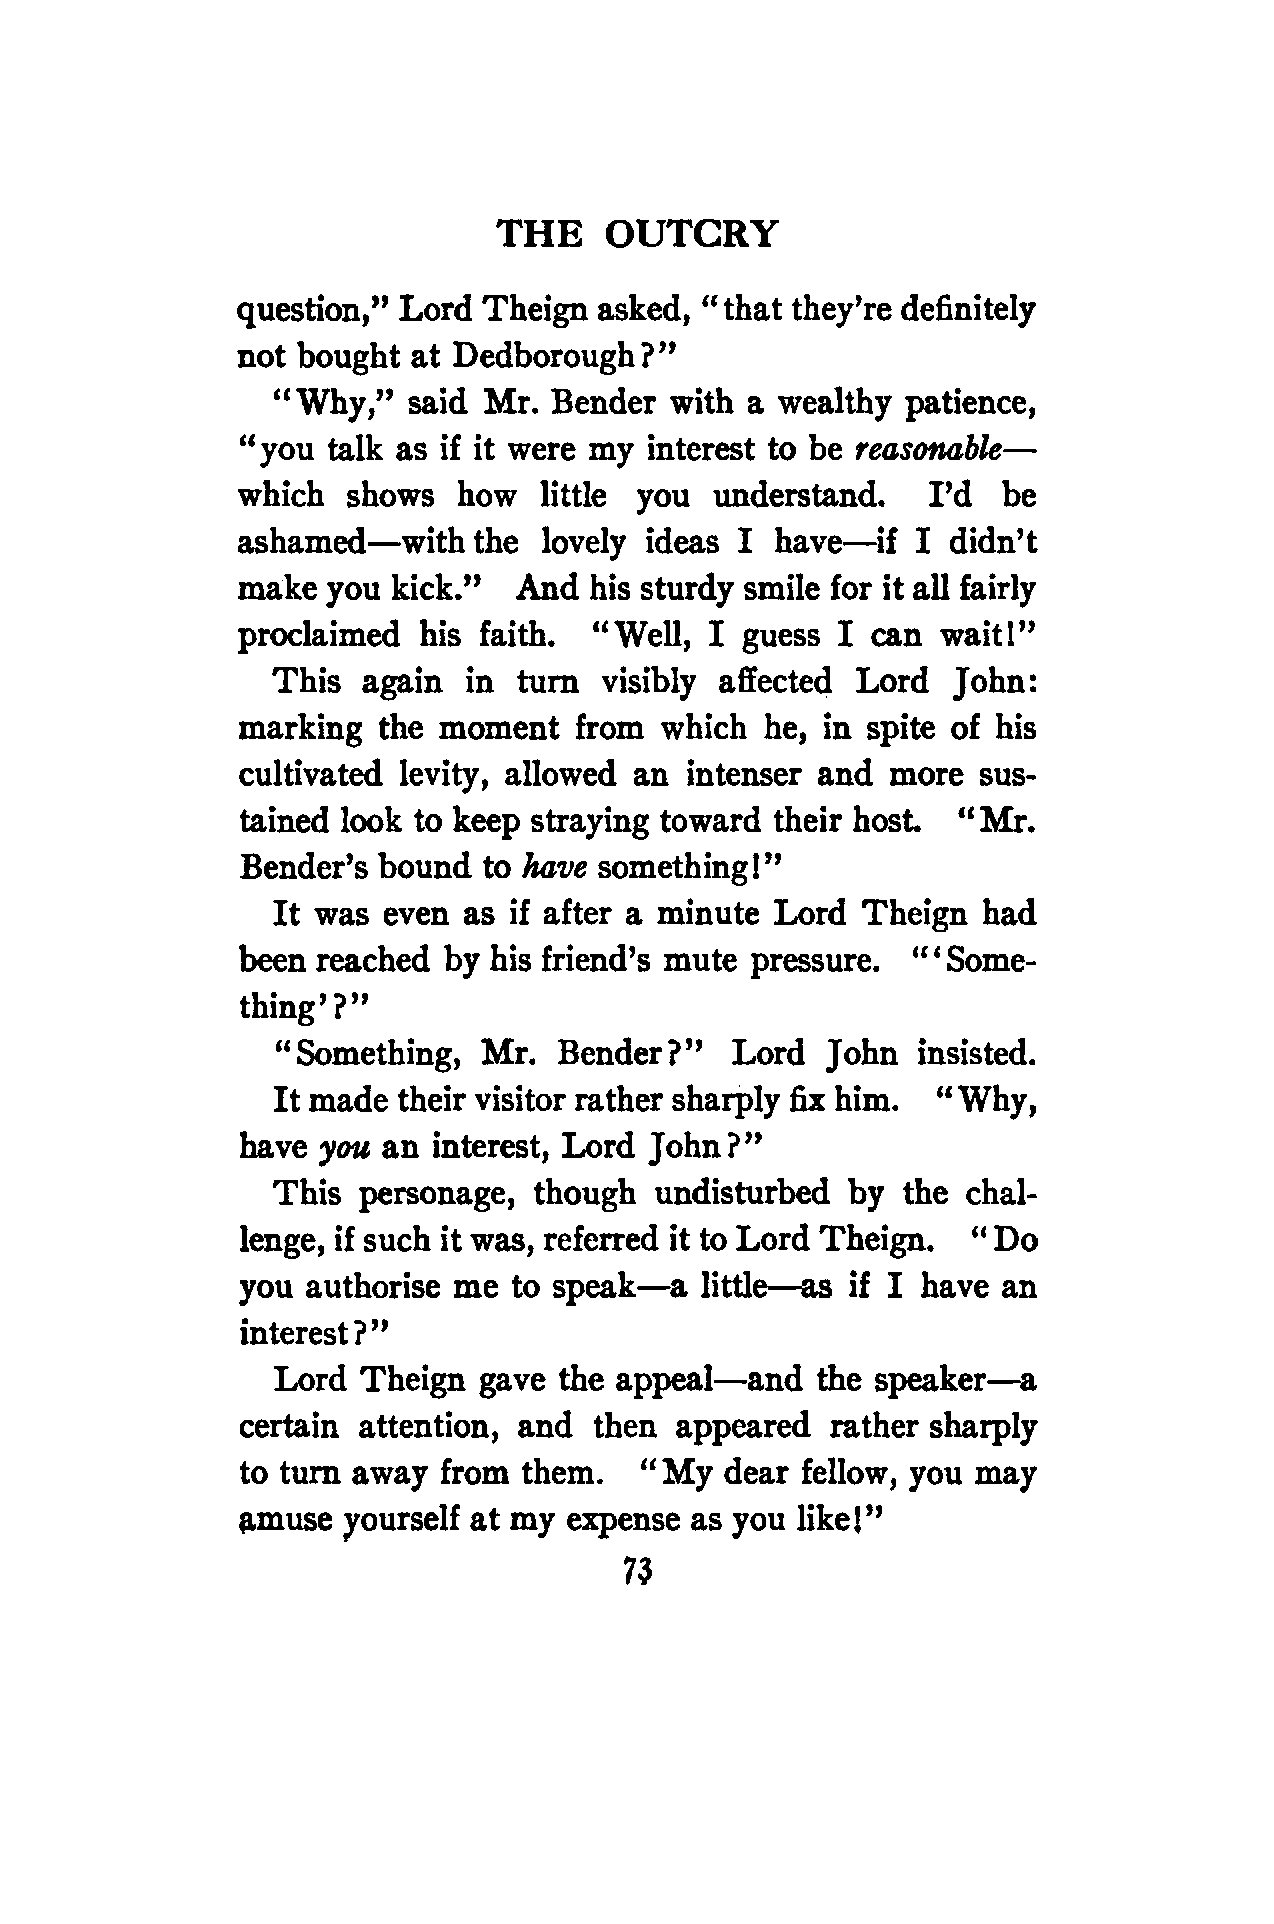 THE OUTCRY
question,” Lord Theign asked, “that they’re definitely
not bought at Dedborough?”
“Why,” said Mr. Bender with a wealthy patience,
“you talk as if it were my interest to be reasonable—
which shows how little you understand. I’d be
ashamed—with the lovely ideas I have—if I didn’t
make you kick.” And his sturdy smile for it all fairly
proclaimed his faith. “Well, I guess I can wait!”
This again in turn visibly affected Lord John:
marking the moment from which he, in spite of his
cultivated levity, allowed an intenser and more sus-
tained look to keep straying toward their host. “Mr.
Bender’s bound to have something!”
It was even as if after a minute Lord Theign had
been reached by his friend’s mute pressure. “‘Some-
thing’?”
“Something, Mr. Bender?” Lord John insisted.
It made their visitor rather sharply fix him. “Why,
have you an interest, Lord John?”
This personage, though undisturbed by the chal-
lenge, if such it was, referred it to Lord Theign. “Do
you authorise me to speak—a little—as if I have an
interest?”
Lord Theign gave the appeal—and the speaker—a
certain attention, and then appeared rather sharply
to turn away from them. “My dear fellow, you may
amuse yourself at my expense as you like!”
73